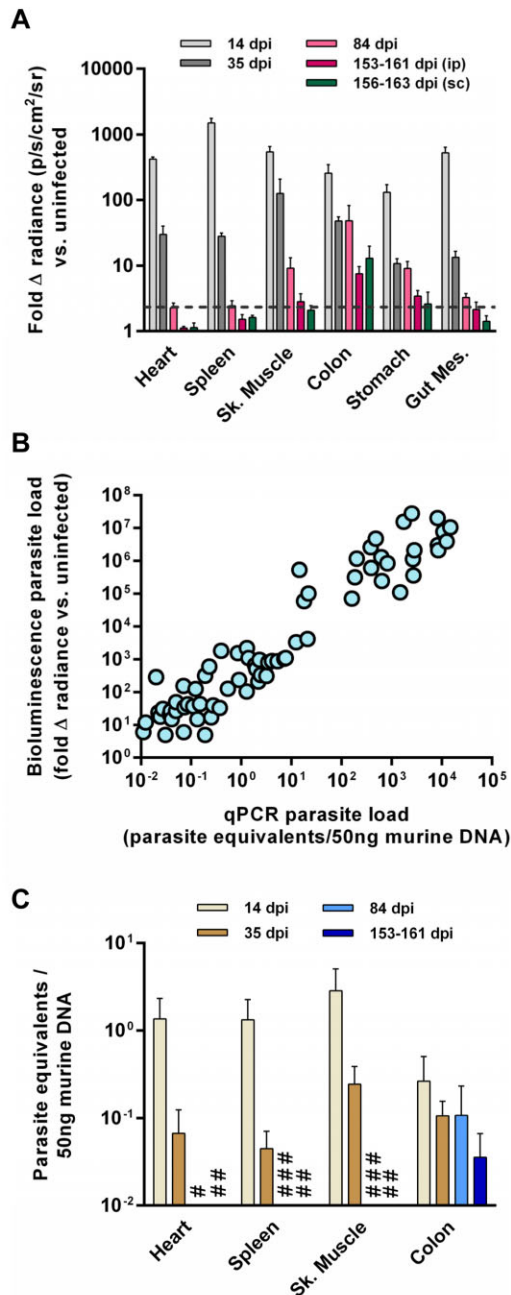 A
14 dpi
35 dpi
84 dpi
153-161 dpi (ip)
156-163 dpi (sc)
Fold Δ radiance (p/s/cm²/sr)
vs. uninfected
10000
1000
100
10
1
Heart
Spleen
Sk. Muscle
Colon
Stomach
Gut Mes.
B
Bioluminescence parasite load
(fold Δ radiance vs. uninfected)
10⁸
10⁷
10⁶
10⁵
10⁴
10³
10²
10¹
10⁰
10⁻² 10⁻¹ 10⁰ 10¹ 10² 10³ 10⁴ 10⁵
qPCR parasite load
(parasite equivalents/50ng murine DNA)
C
14 dpi
35 dpi
84 dpi
153-161 dpi
Parasite equivalents /
50ng murine DNA
10¹
10⁰
10⁻¹
10⁻²
#
##
###
###
###
###
Heart
Spleen
Sk. Muscle
Colon